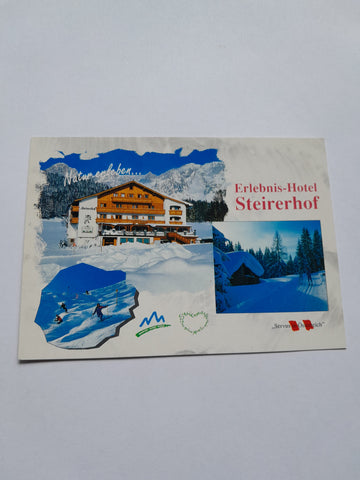 Natur erleben...
Erlebnis-Hotel
Steirerhof